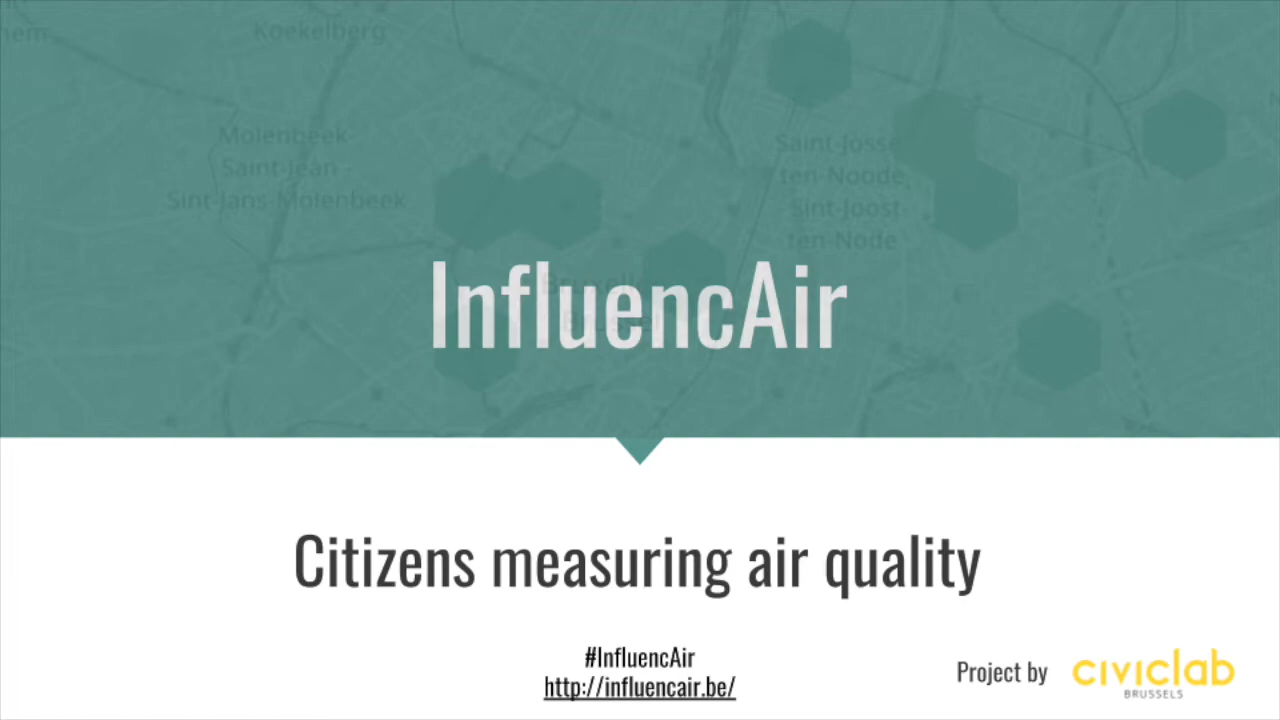 Koekelberg
Molenbeek-
Saint-Jean -
Sint-Jans-Molenbeek
Saint-Josse-
ten-Noode
- Sint-Joost-
ten-Node
InfluencAir
Citizens measuring air quality
#InfluencAir
http://influencair.be/
Project by civiclab
BRUSSELS